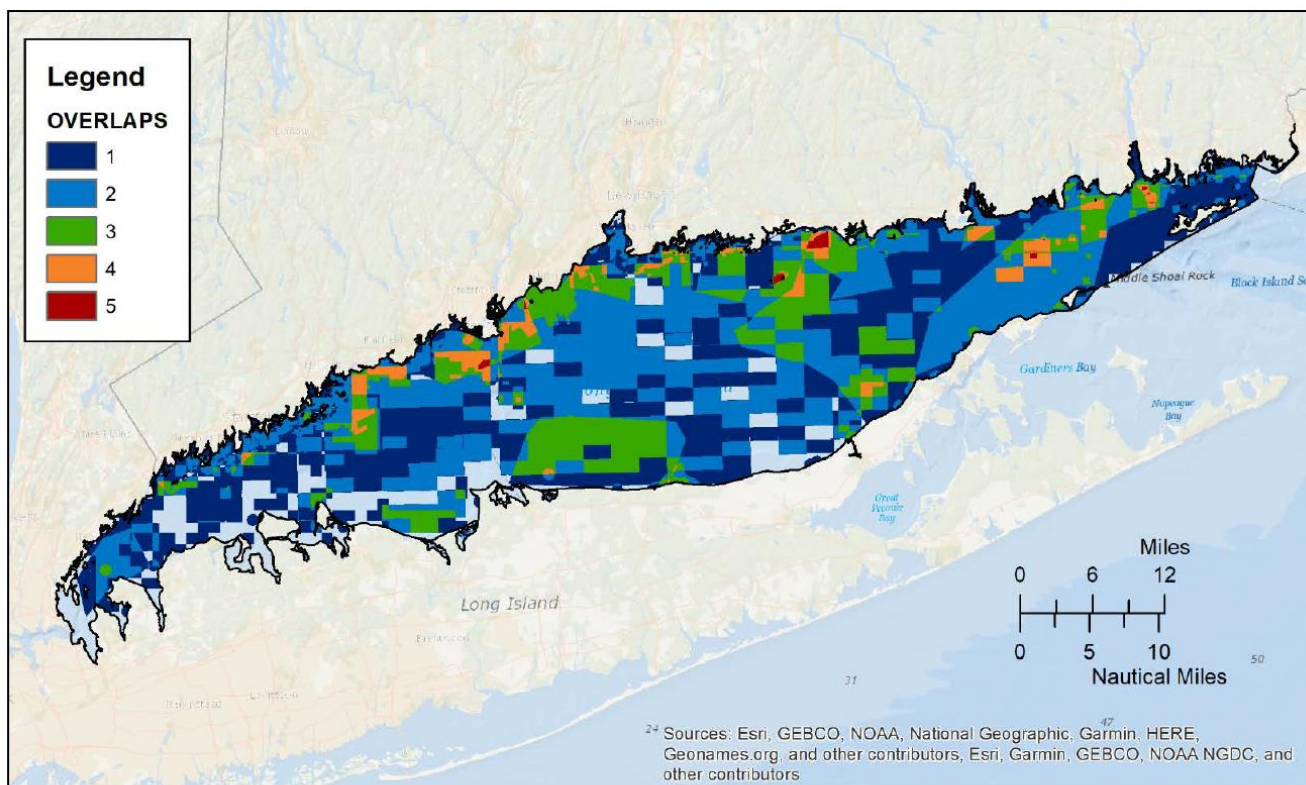 Legend
OVERLAPS
1
2
3
4
5
Middle Shoal Rock
Block Island So
Gardiners Bay
Napeague
Bay
Great
Peconic
Bay
Long Island
Miles
0 6 12
0 5 10
Nautical Miles
50
31
47
24
Sources: Esri, GEBCO, NOAA, National Geographic, Garmin, HERE,
Geonames.org, and other contributors, Esri, Garmin, GEBCO, NOAA NGDC, and
other contributors